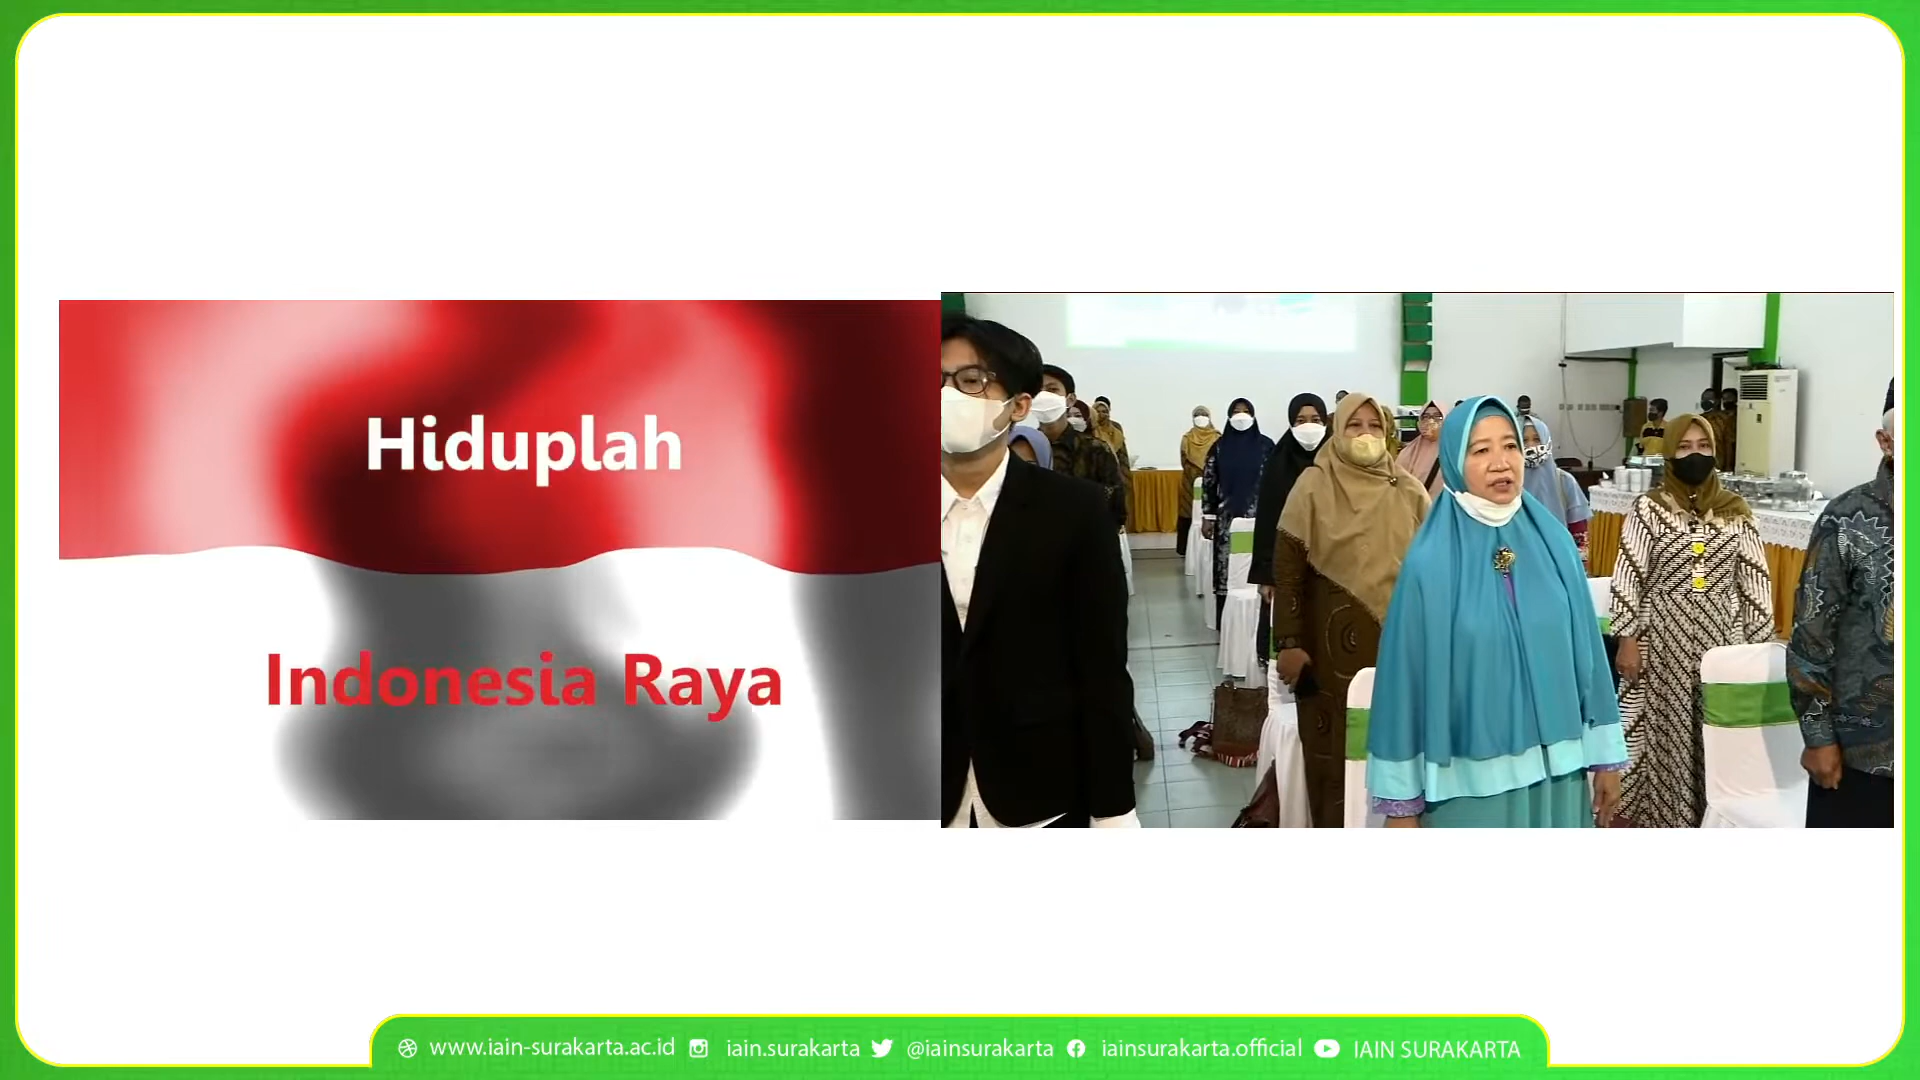 Hiduplah
Indonesia Raya
www.iain-surakarta.ac.id iain.surakarta @iainsurakarta iainsurakarta.official IAIN SURAKARTA